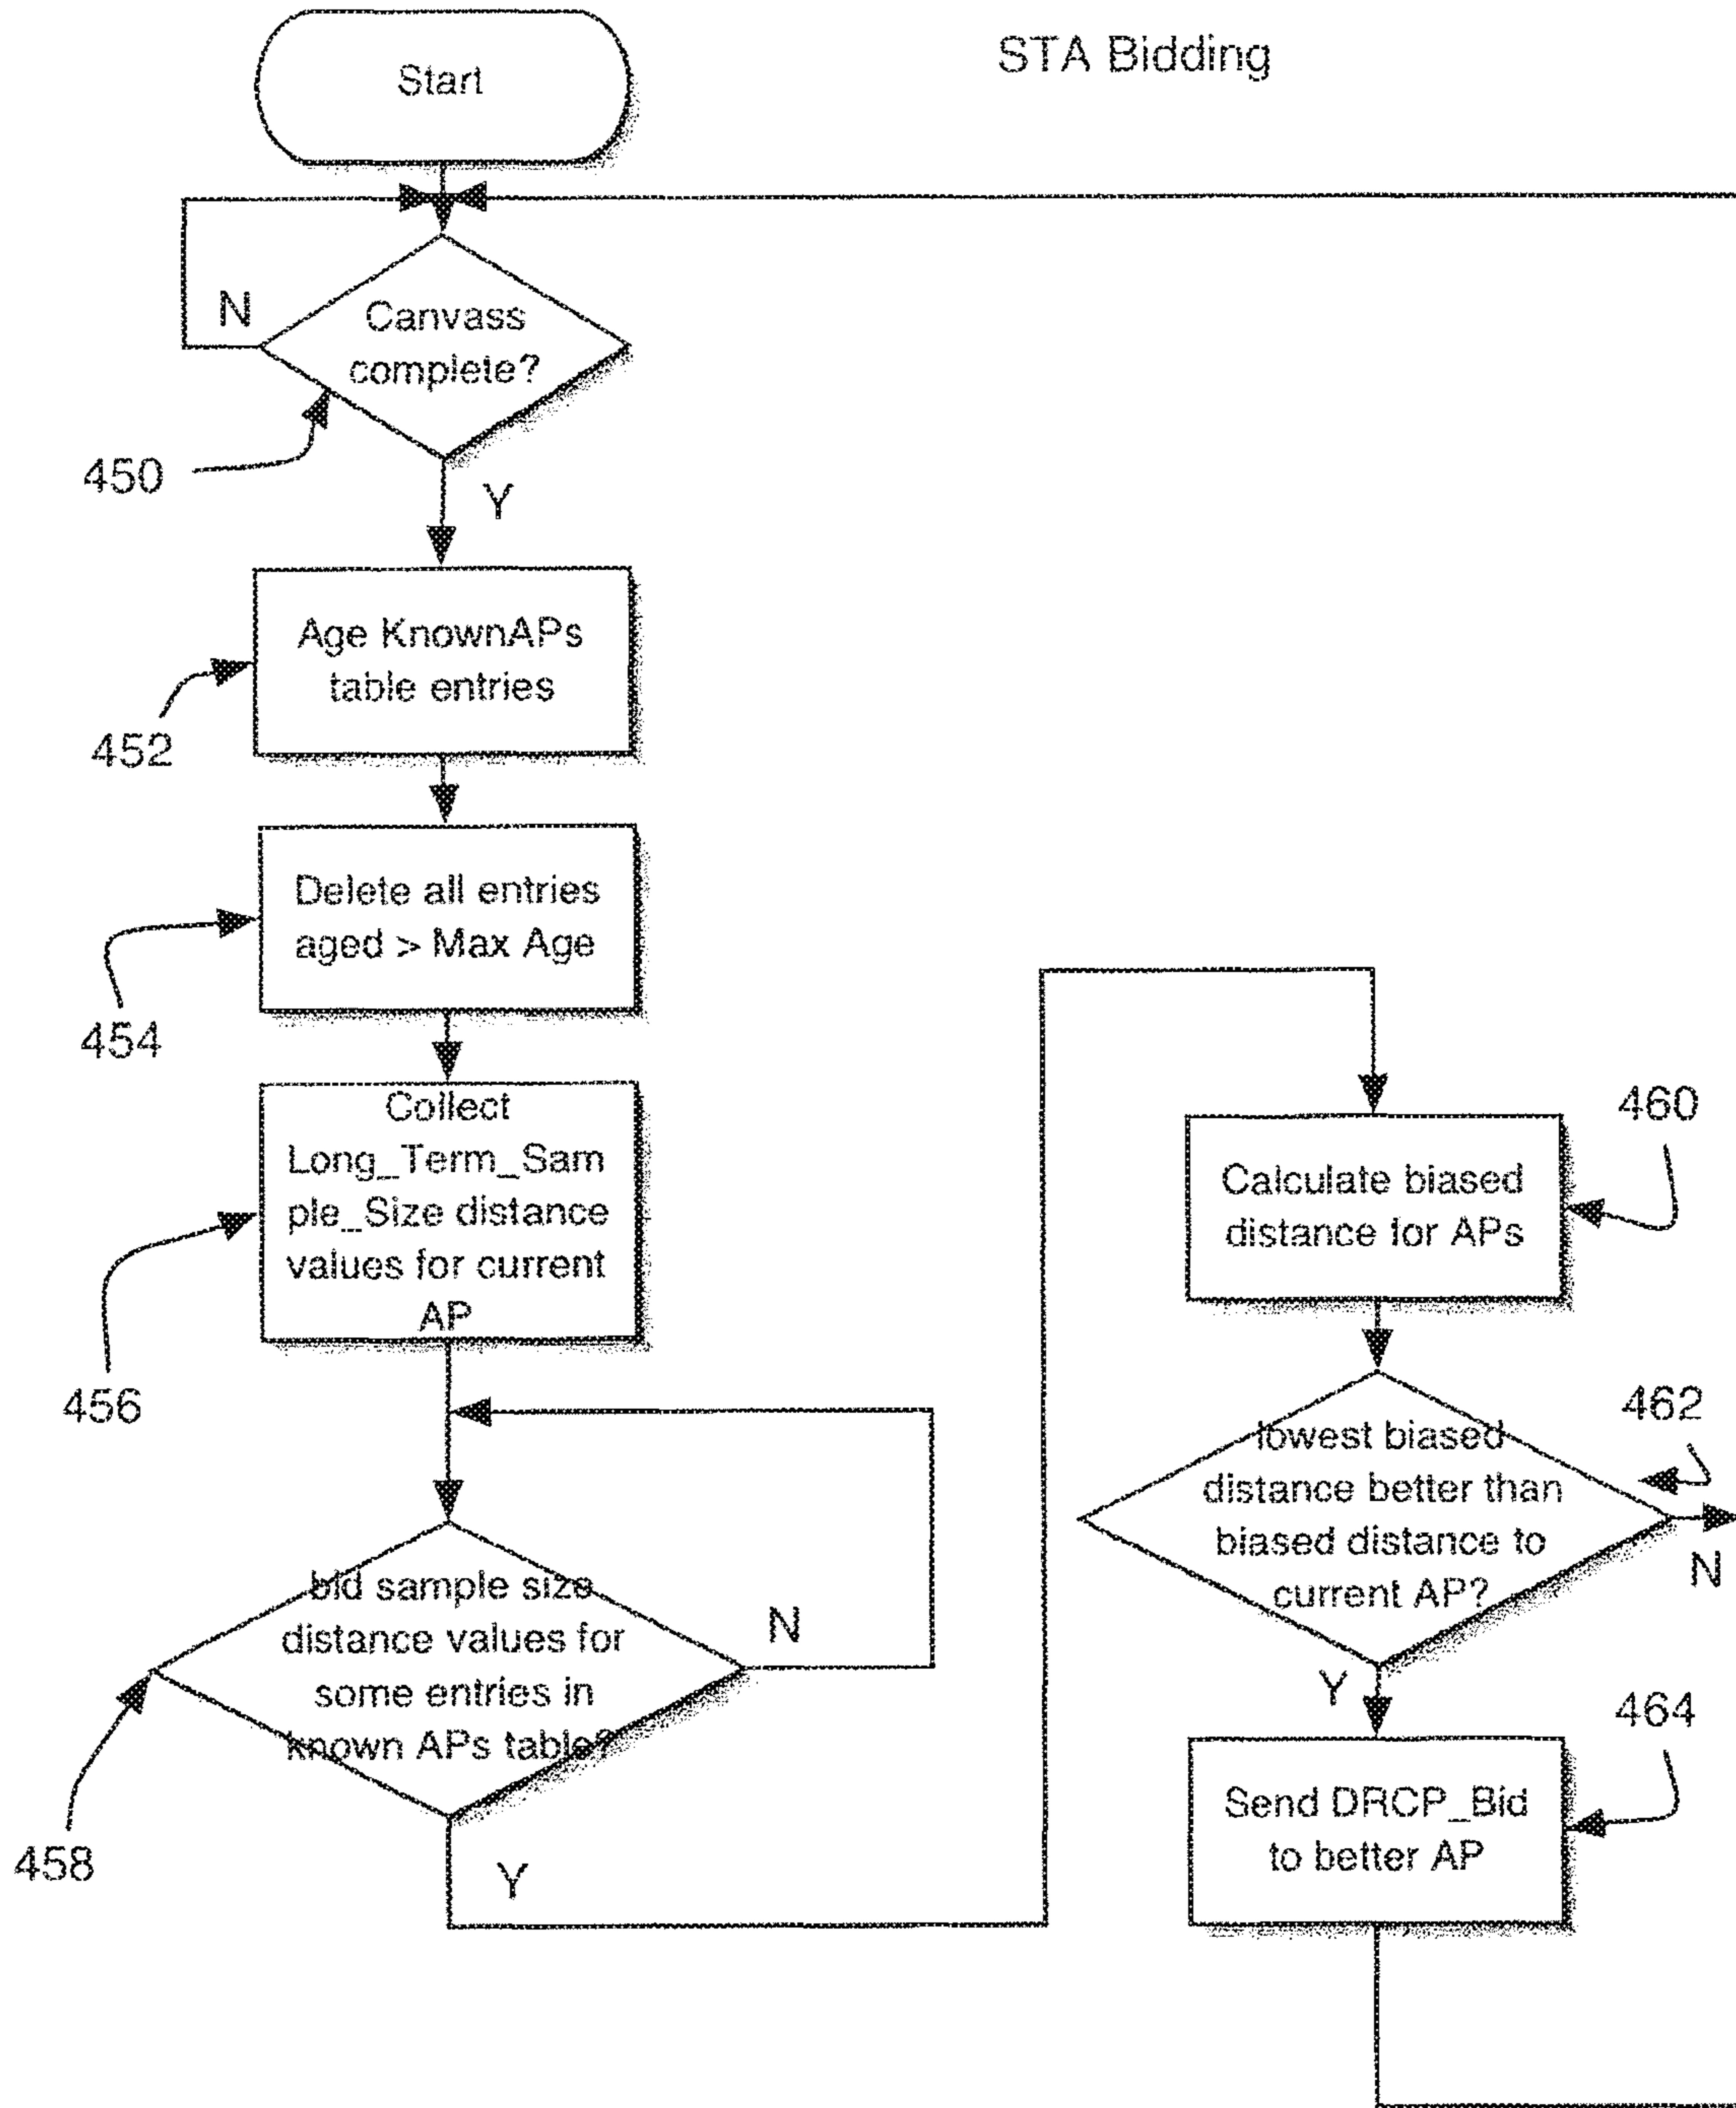 STA Bidding
Start
Canvass
complete?
N
450
Y
Age KnownAPs
table entries
452
Delete all entries
aged > Max Age
454
Collect
Long_Term_Sam
ple_Size distance
values for current
AP
456
bid sample size
distance values for
some entries in
known APs table?
N
458
Y
460
Calculate biased
distance for APs
462
lowest biased
distance better than
biased distance to
current AP?
N
Y
464
Send DRCP_Bid
to better AP